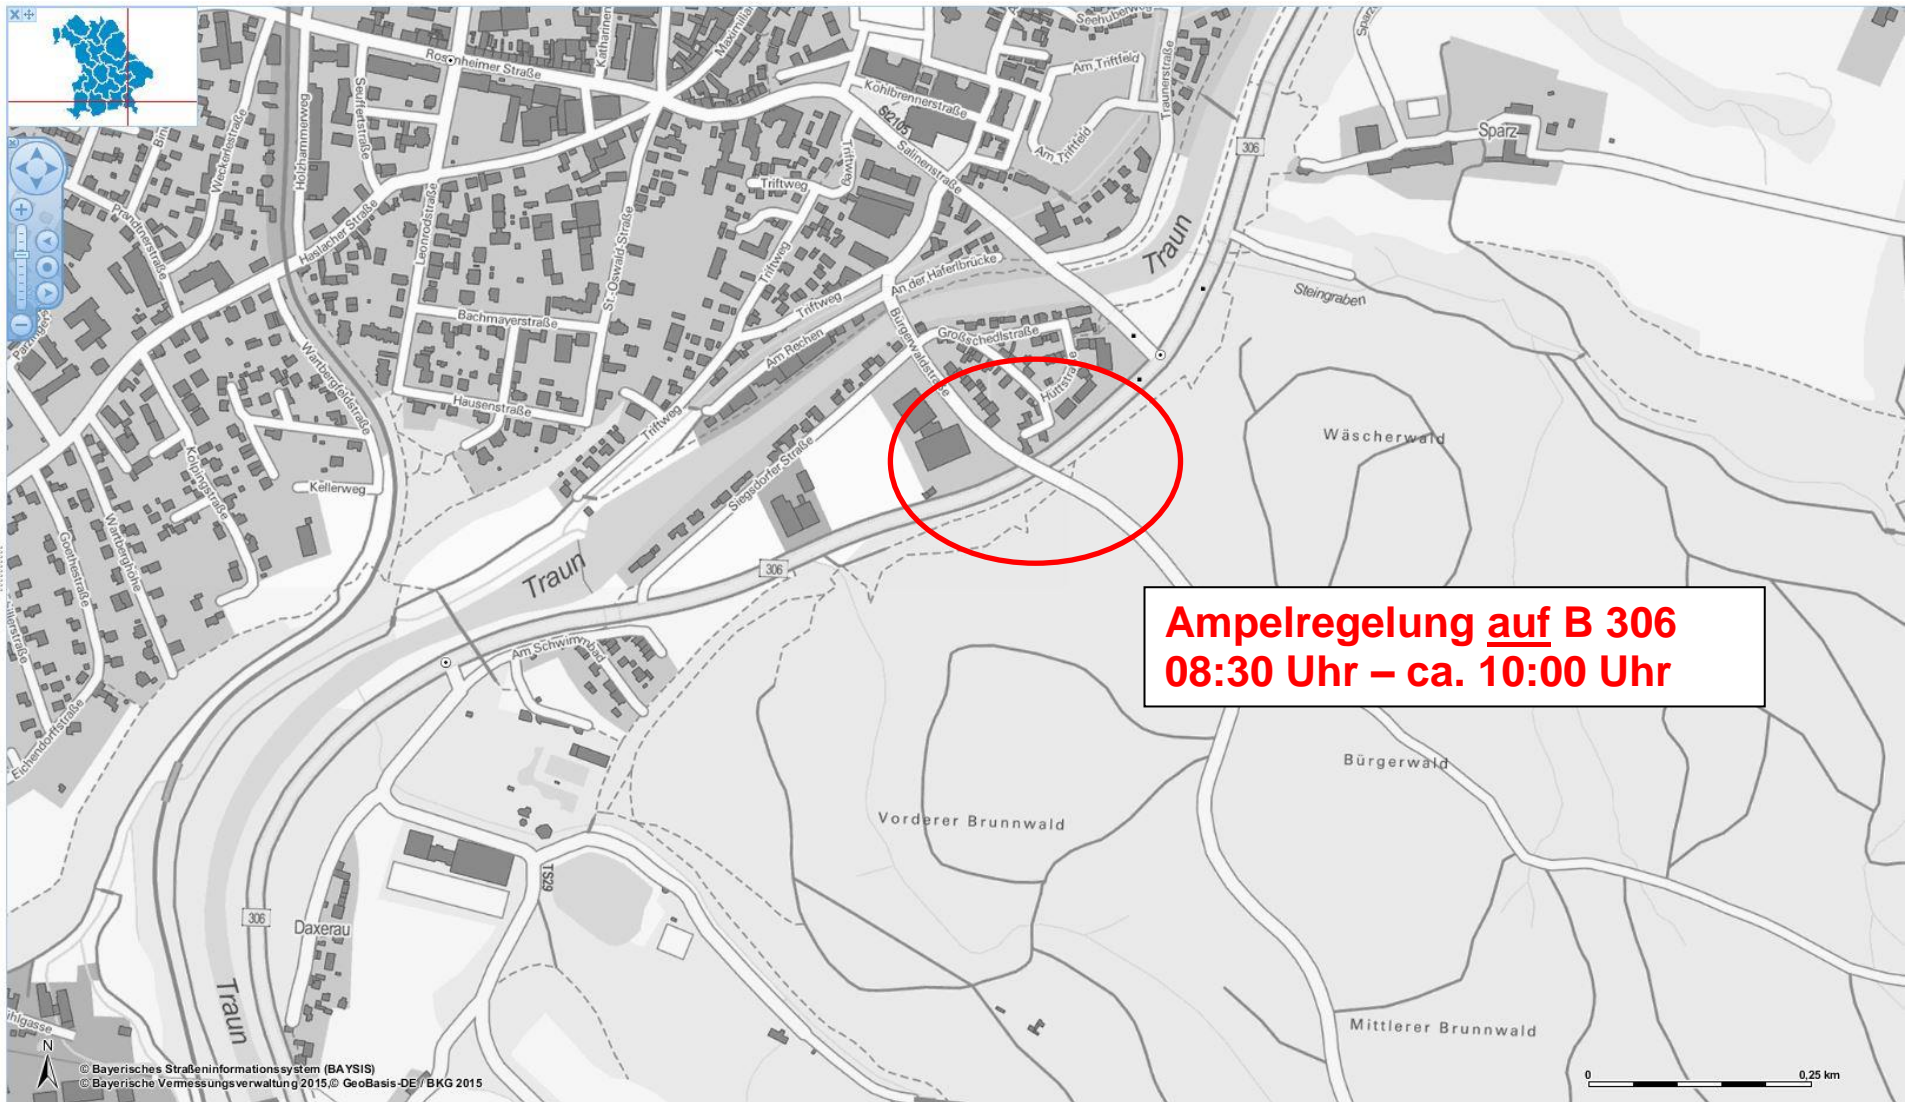 Rosenheimer Straße
Seehuberweg
Am Triftfeld
Traunerstraße
Kohlbrennerstraße
St2105
Salinenstraße
Am Triftfeld
306
Sparz
Weckerlestraße
Holzhammerweg
Seuffertstraße
Triftweg
Triftweg
Prandtnerstraße
Haslacher Straße
Leonrodstraße
St.-Oswald-Straße
Triftweg
Traun
An der Haferlbrücke
Steingraben
Triftweg
Bachmayerstraße
Bürgerwaldstraße
Großschedlstraße
Am Rechen
Wartbergfeldstraße
Hüttstraße
Hausenstraße
Triftweg
Wäscherwald
Kolpingstraße
Siegsdorfer Straße
Kellerweg
Goethestraße
Wartberghöhe
Traun
306
Ampelregelung auf B 306
08:30 Uhr – ca. 10:00 Uhr
Am Schwimmbad
Eichendorffstraße
Bürgerwald
Vorderer Brunnwald
TS29
306
Daxerau
Traun
Mittlerer Brunnwald
N
© Bayerisches Straßeninformationssystem (BAYSIS)
© Bayerische Vermessungsverwaltung 2015,© GeoBasis-DE / BKG 2015
0
0,25 km